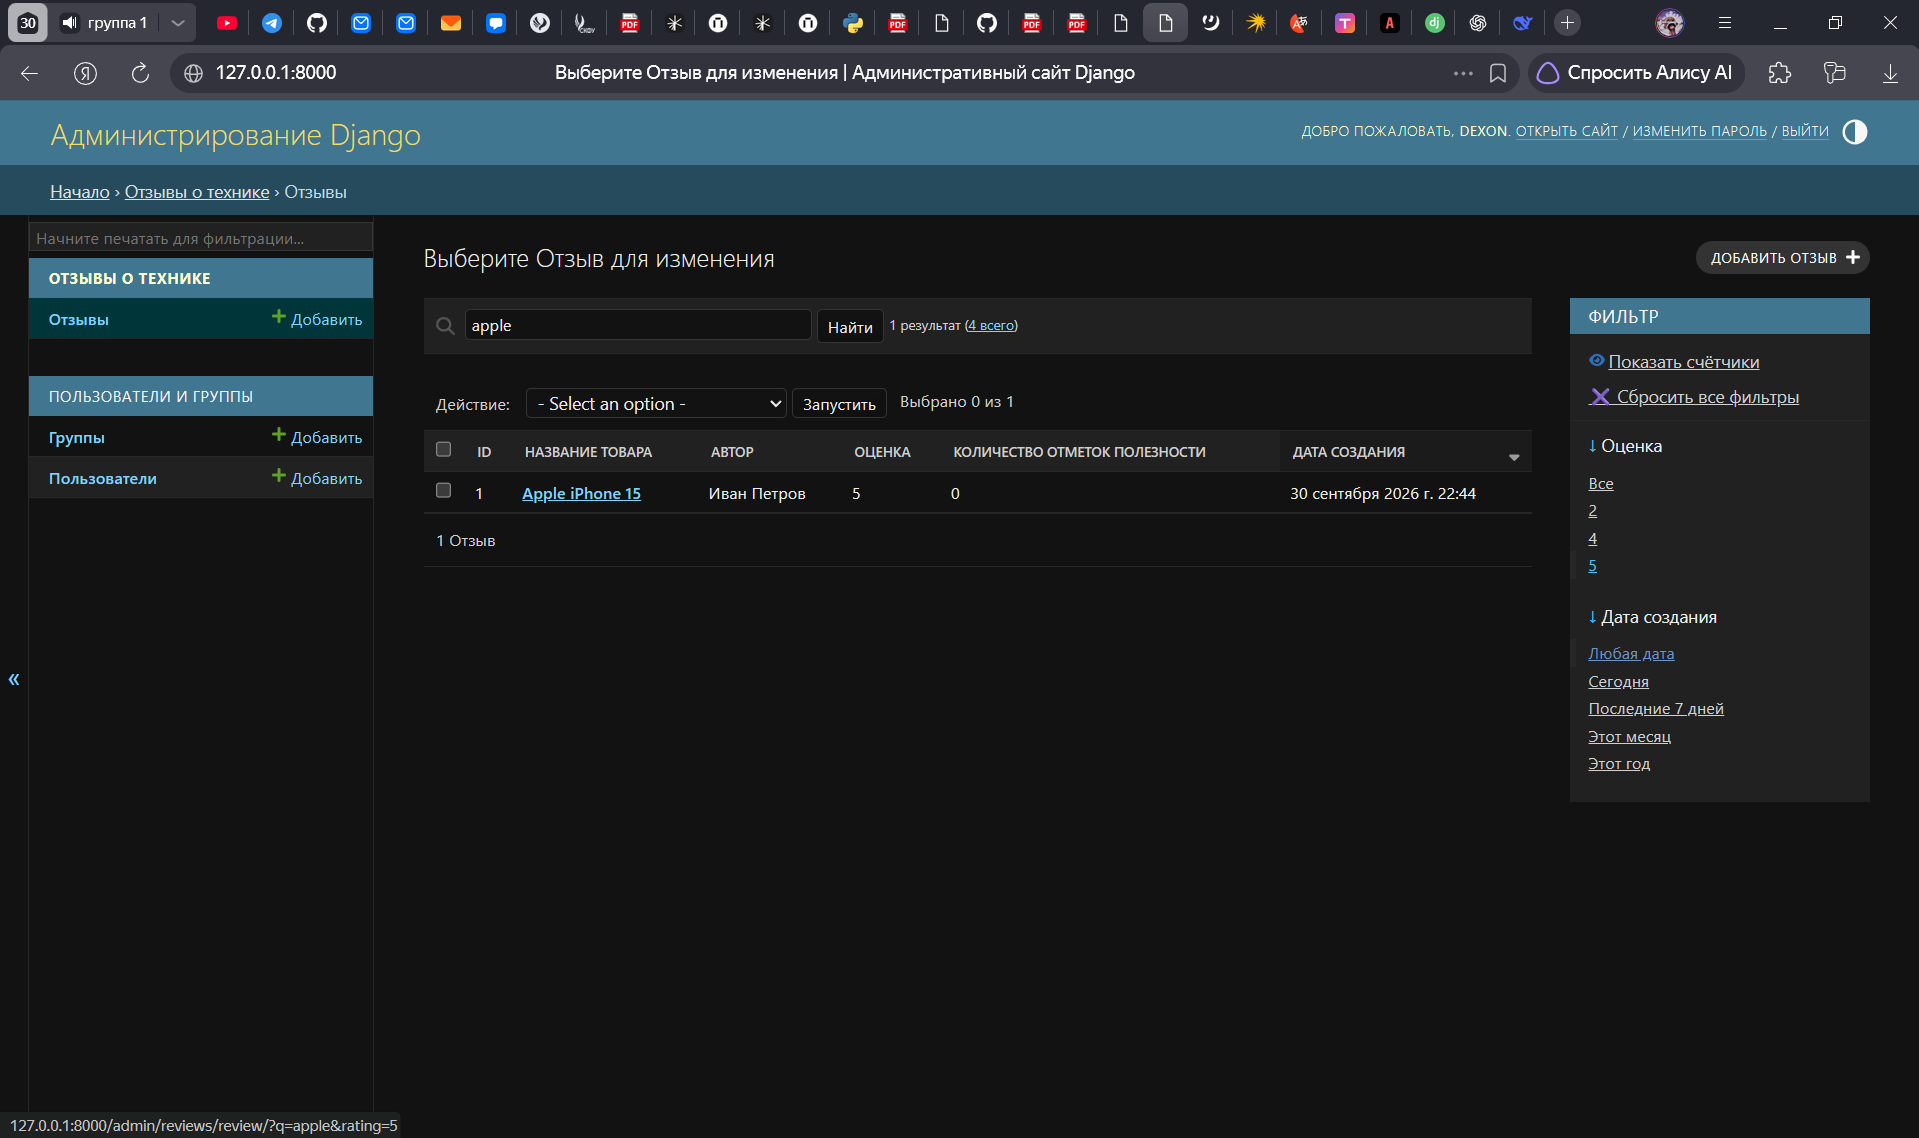 30
группа 1
127.0.0.1:8000
Выберите Отзыв для изменения | Административный сайт Django
Спросить Алису AI
Администрирование Django
ДОБРО ПОЖАЛОВАТЬ, DEXON. ОТКРЫТЬ САЙТ / ИЗМЕНИТЬ ПАРОЛЬ / ВЫЙТИ
Начало › Отзывы о технике › Отзывы
Начните печатать для фильтрации...
ОТЗЫВЫ О ТЕХНИКЕ
Отзывы
Добавить
ПОЛЬЗОВАТЕЛИ И ГРУППЫ
Группы
Добавить
Пользователи
Добавить
«
Выберите Отзыв для изменения
ДОБАВИТЬ ОТЗЫВ
apple
Найти
1 результат (4 всего)
Действие:
- Select an option -
Запустить
Выбрано 0 из 1
ID НАЗВАНИЕ ТОВАРА АВТОР ОЦЕНКА КОЛИЧЕСТВО ОТМЕТОК ПОЛЕЗНОСТИ ДАТА СОЗДАНИЯ
1 Apple iPhone 15 Иван Петров 5 0 30 сентября 2026 г. 22:44
1 Отзыв
ФИЛЬТР
Показать счётчики
Сбросить все фильтры
↓ Оценка
Все
2
4
5
↓ Дата создания
Любая дата
Сегодня
Последние 7 дней
Этот месяц
Этот год
127.0.0.1:8000/admin/reviews/review/?q=apple&rating=5